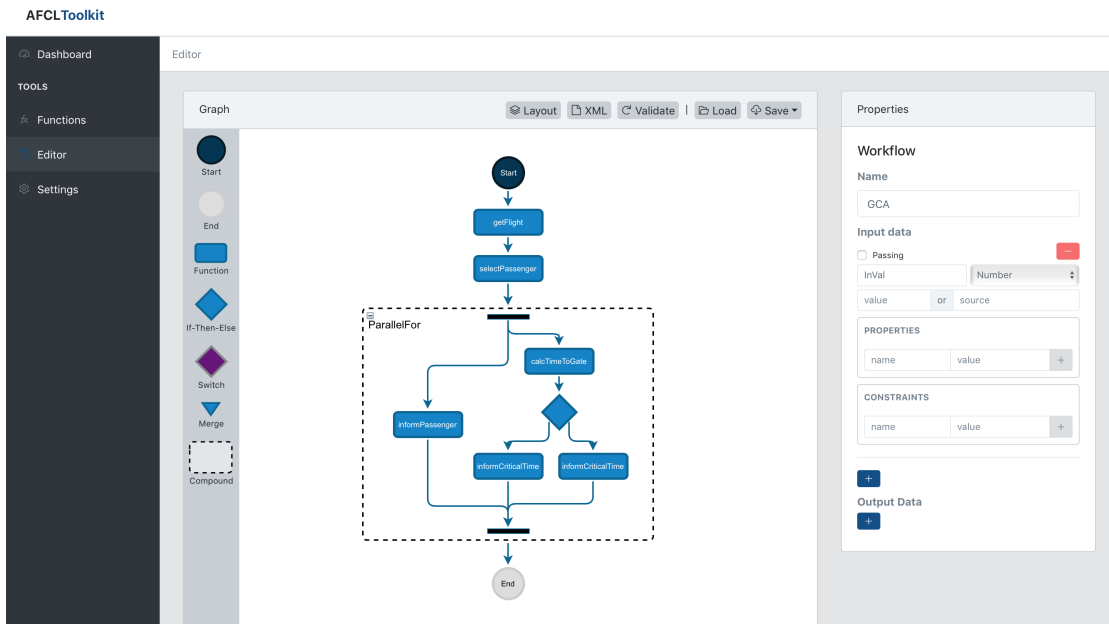 AFCLToolkit
Dashboard
TOOLS
Functions
Editor
Settings
Editor
Graph
Layout
XML
Validate
|
Load
Save
Start
End
Function
If-Then-Else
Switch
Merge
Compound
Start
getFlight
selectPassenger
ParallelFor
calcTimeToGate
informPassenger
informCriticalTime
informCriticalTime
End
Properties
Workflow
Name
GCA
Input data
Passing
InVal
Number
value or source
PROPERTIES
name value +
CONSTRAINTS
name value +
+
Output Data
+